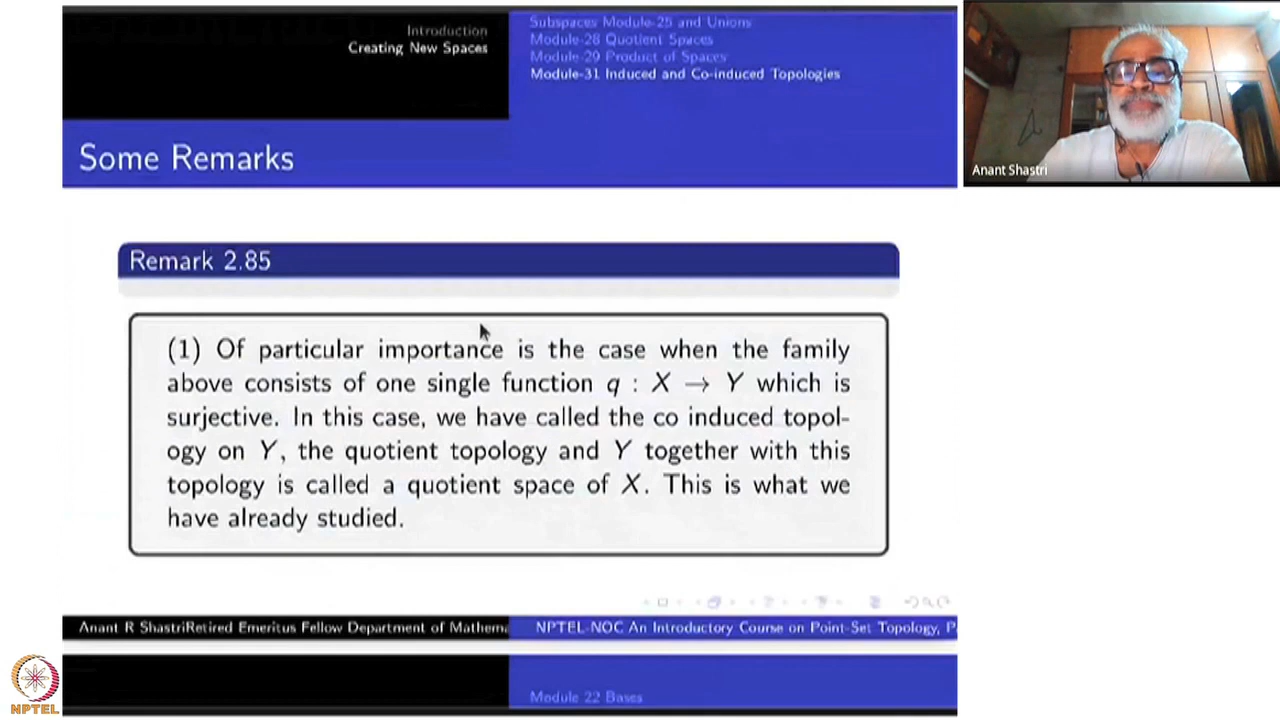 Introduction
Creating New Spaces
Subspaces Module-25 and Unions
Module-28 Quotient Spaces
Module-29 Product of Spaces
Module-31 Induced and Co-induced Topologies
Some Remarks
Anant Shastri
Remark 2.85
(1) Of particular importance is the case when the family
above consists of one single function q : X → Y which is
surjective. In this case, we have called the co induced topol-
ogy on Y, the quotient topology and Y together with this
topology is called a quotient space of X. This is what we
have already studied.
Anant R ShastriRetired Emeritus Fellow Department of Mathema
NPTEL-NOC An Introductory Course on Point-Set Topology, P
Module 22 Bases
NPTEL